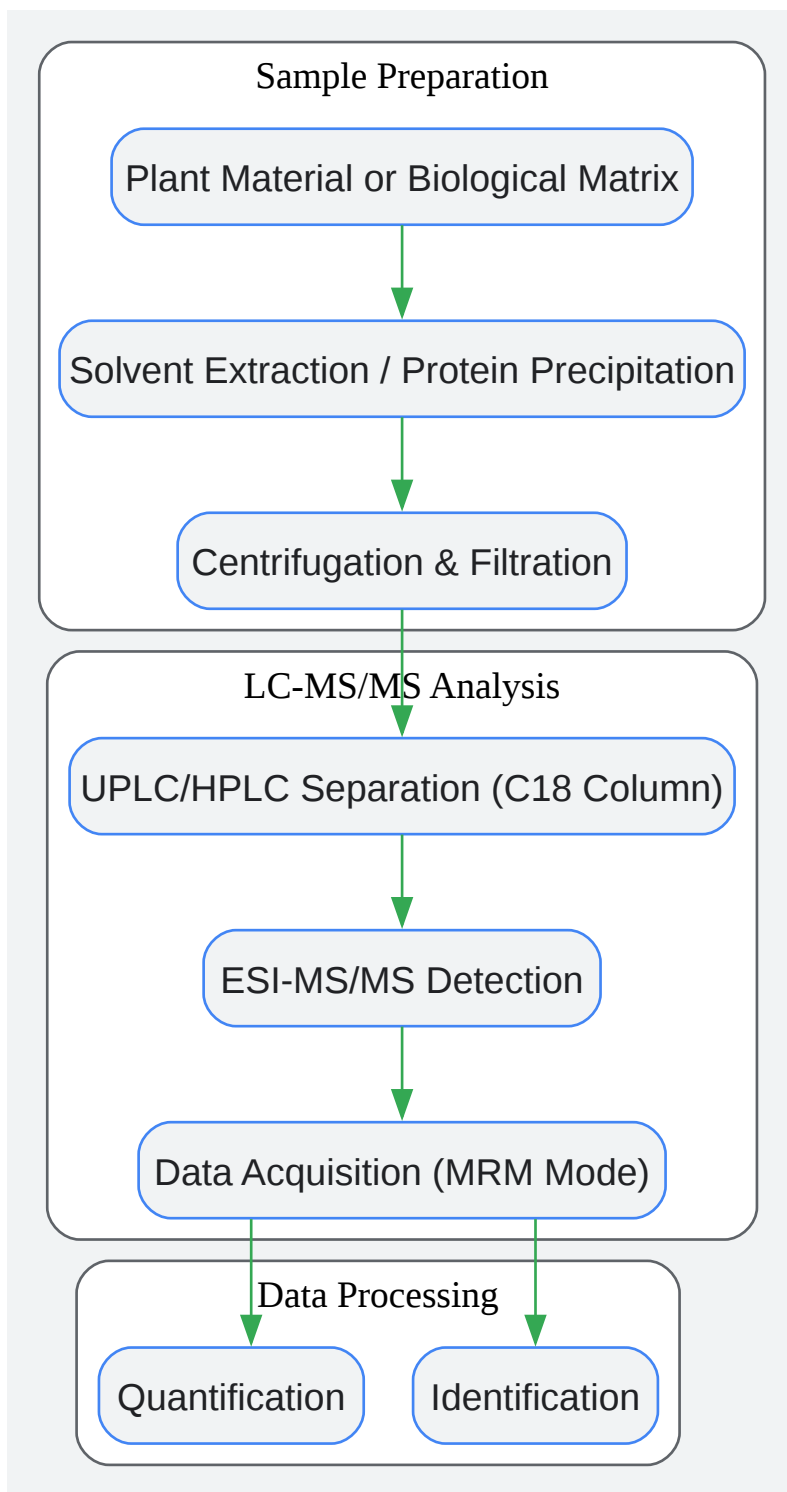 Sample Preparation
Plant Material or Biological Matrix
Solvent Extraction / Protein Precipitation
Centrifugation & Filtration
LC-MS/MS Analysis
UPLC/HPLC Separation (C18 Column)
ESI-MS/MS Detection
Data Acquisition (MRM Mode)
Data Processing
Quantification
Identification